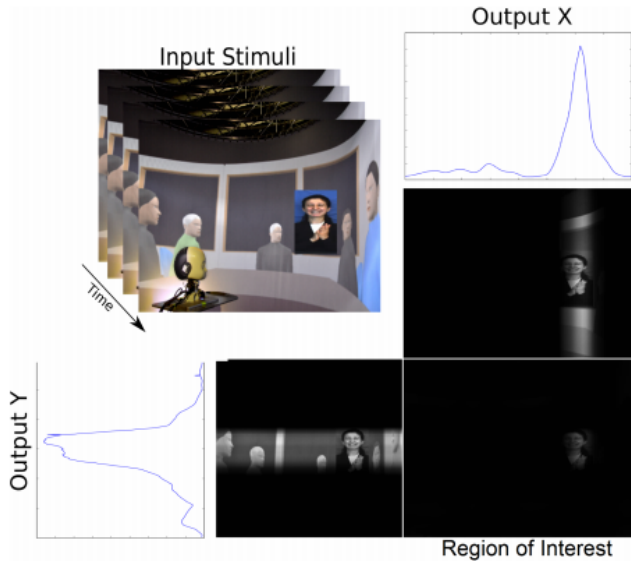 Output X
Input Stimuli
Time
Output Y
Region of Interest